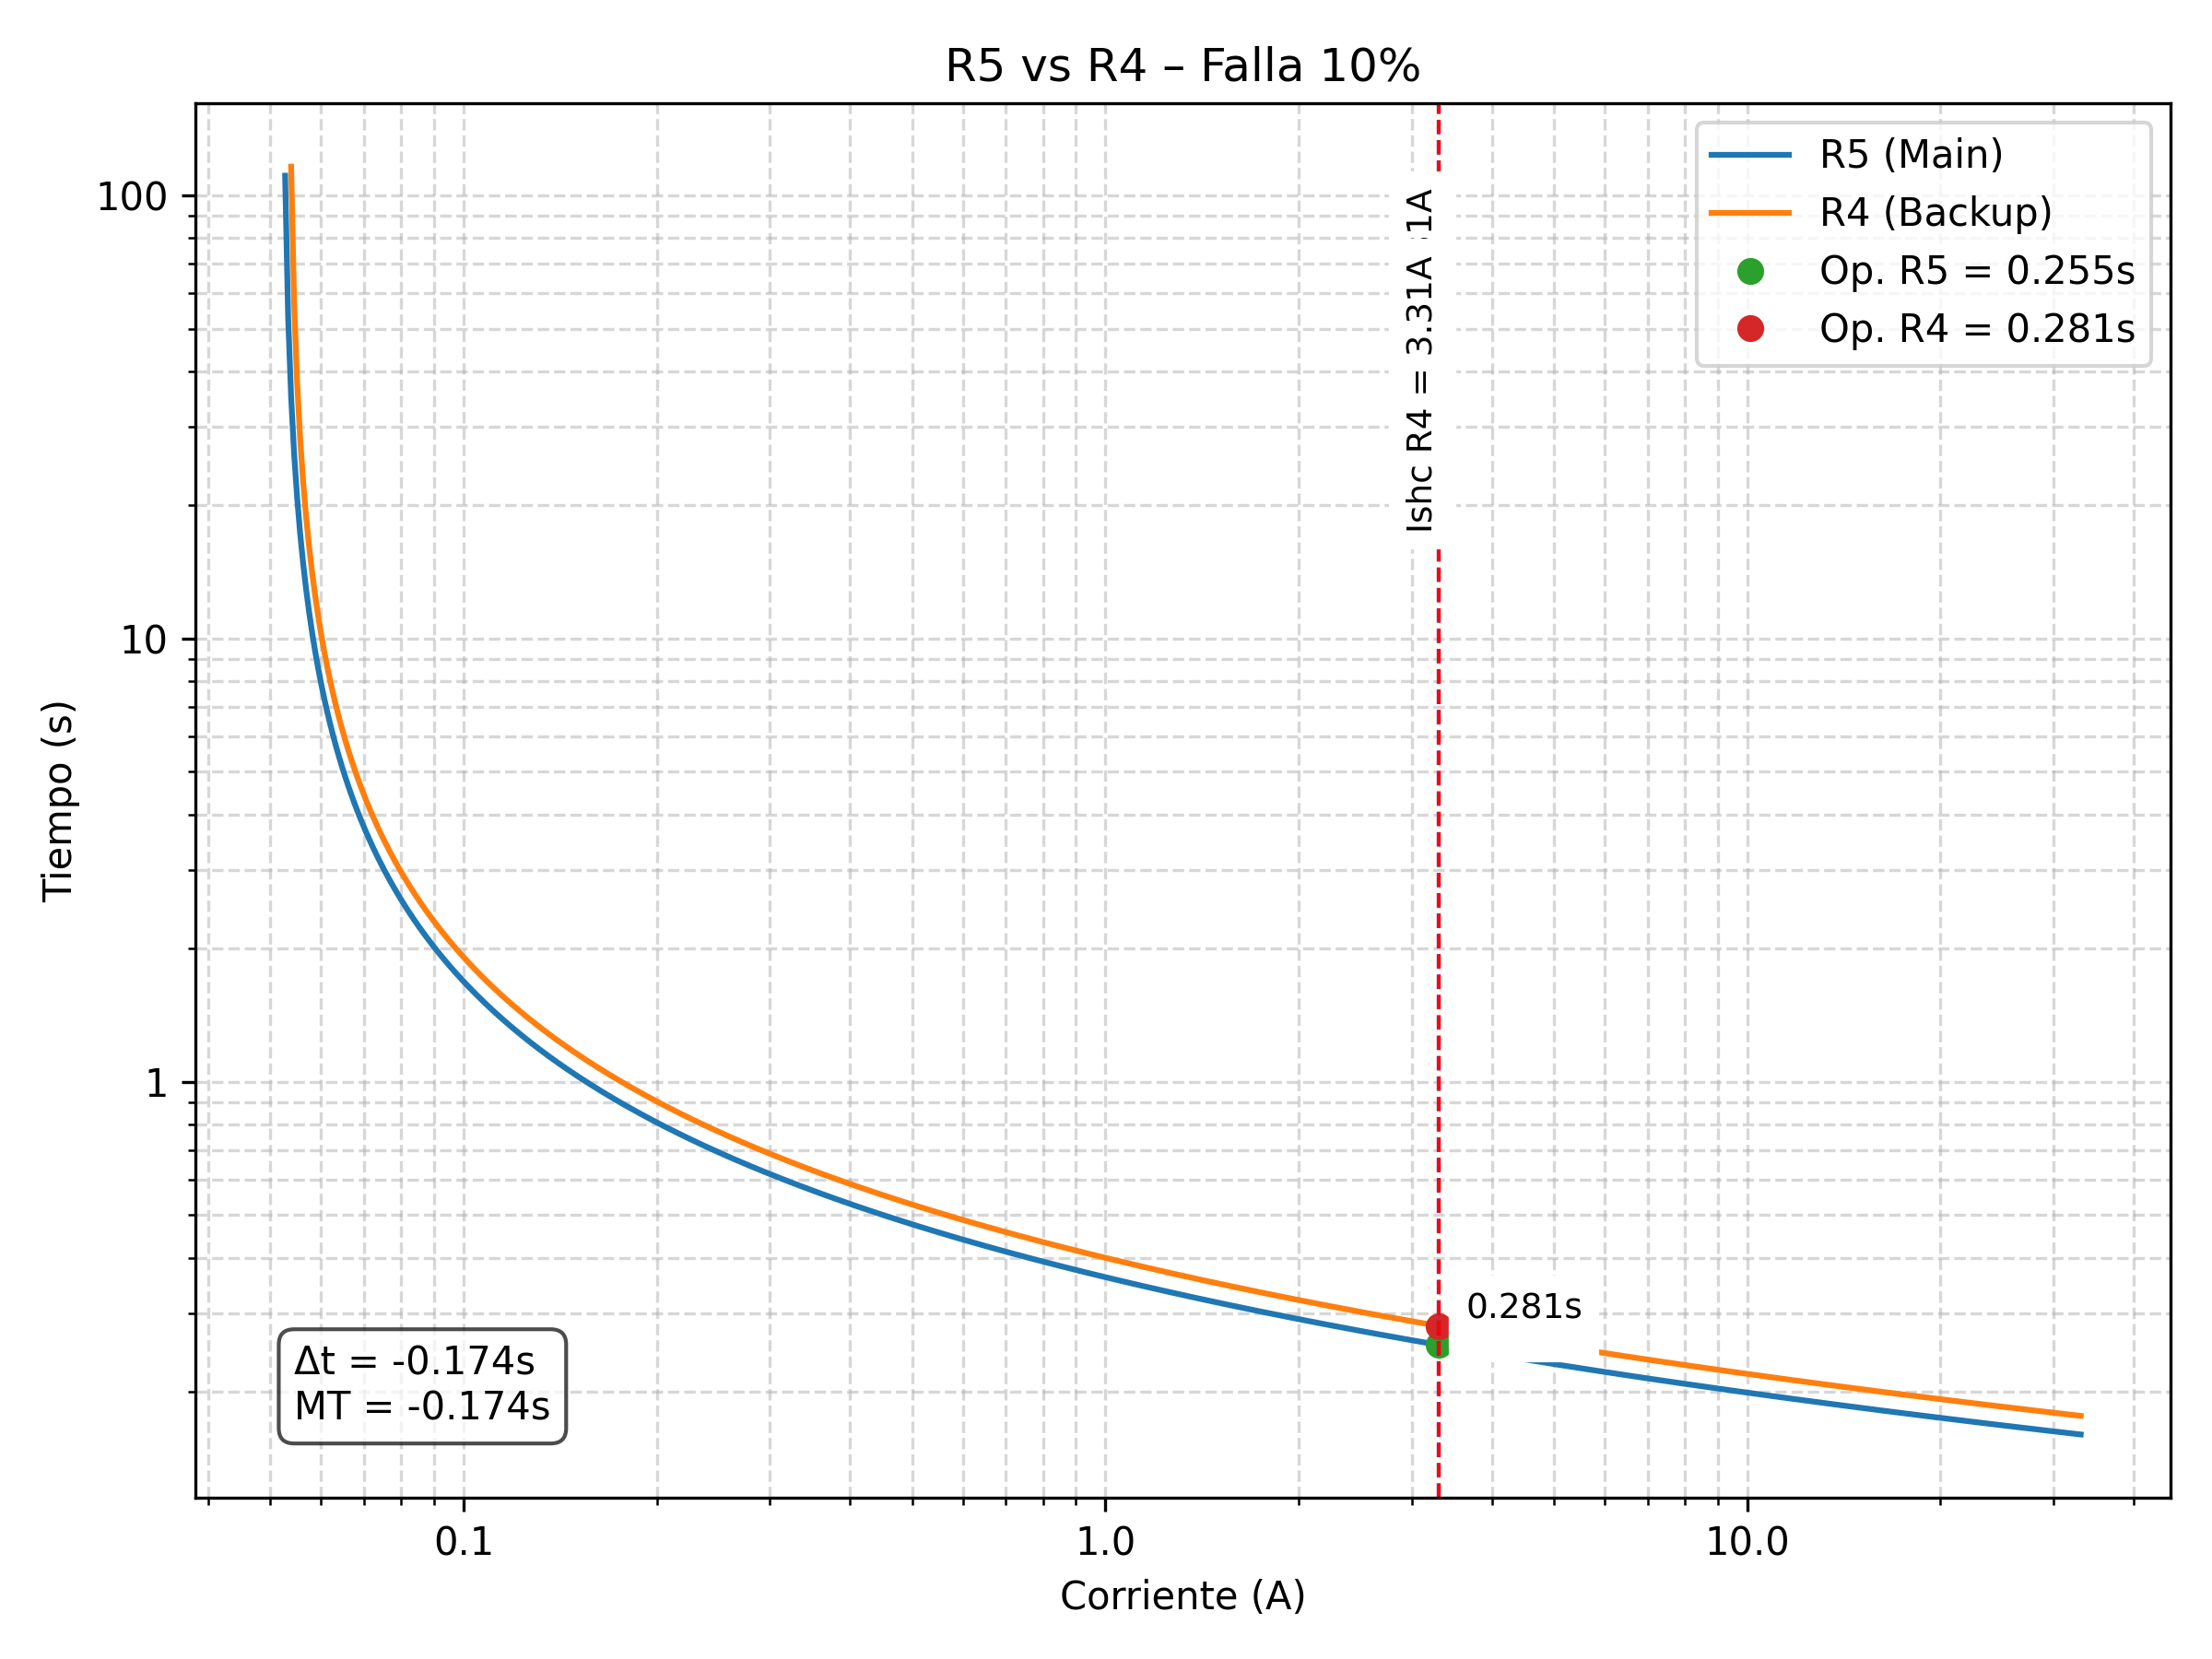 R5 vs R4 – Falla 10%
R5 (Main)
R4 (Backup)
Op. R5 = 0.255s
Op. R4 = 0.281s
1A
Ishc R4 = 3.31A
100
10
1
Tiempo (s)
0.281s
Δt = -0.174s
MT = -0.174s
0.1
1.0
10.0
Corriente (A)